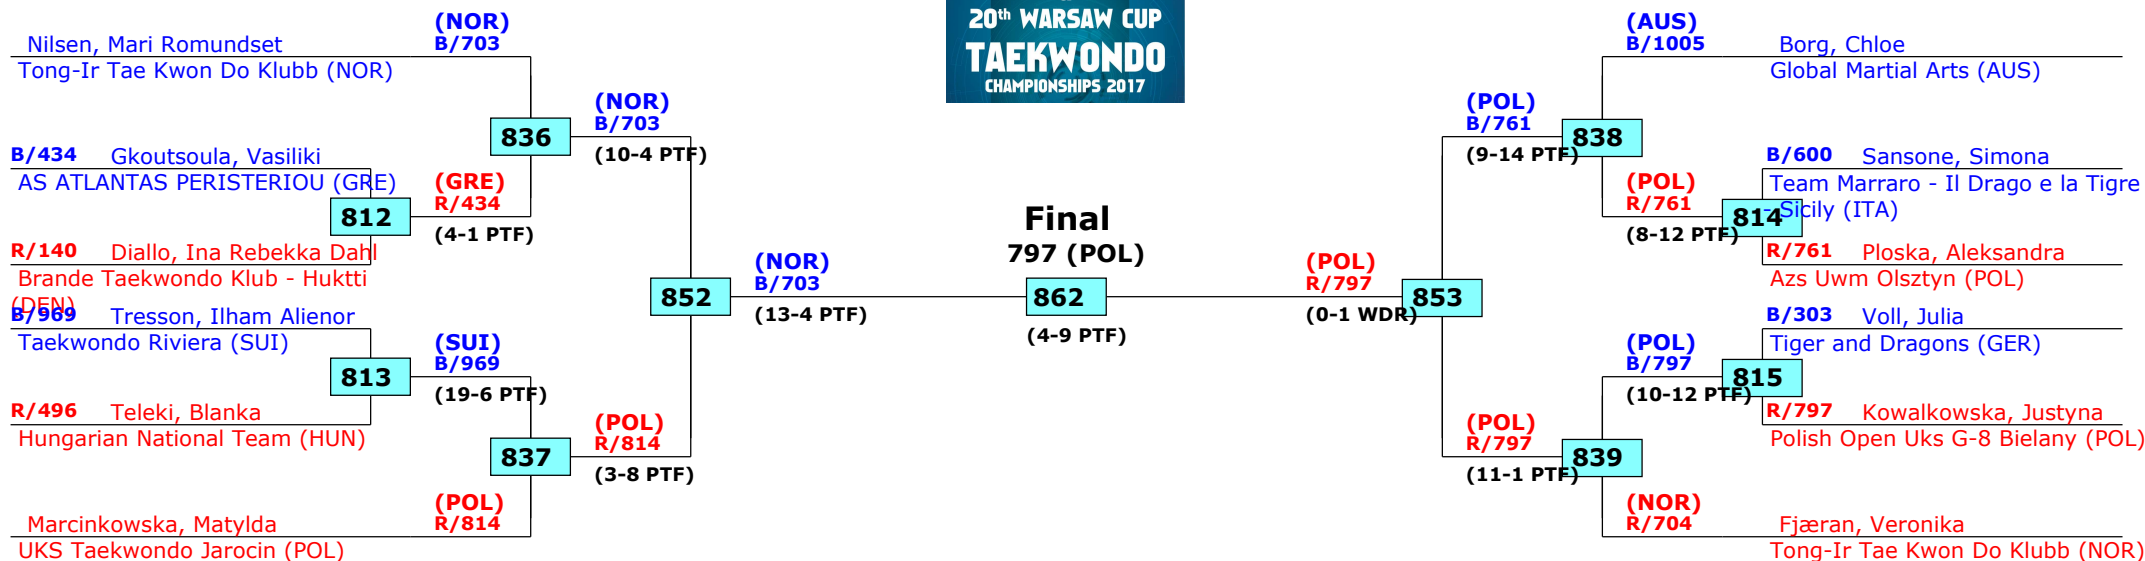 20th WARSAW CUP
TAEKWONDO
CHAMPIONSHIPS 2017
Nilsen, Mari Romundset
Tong-Ir Tae Kwon Do Klubb (NOR)
(NOR)
B/703
B/434 Gkoutsoula, Vasiliki
AS ATLANTAS PERISTERIOU (GRE)
812
R/140 Diallo, Ina Rebekka Dahl
Brande Taekwondo Klub - Huktti
(DEN)
(GRE)
R/434
(4-1 PTF)
836
(NOR)
B/703
(10-4 PTF)
B/969 Tresson, Ilham Alienor
Taekwondo Riviera (SUI)
813
R/496 Teleki, Blanka
Hungarian National Team (HUN)
(SUI)
B/969
(19-6 PTF)
837
Marcinkowska, Matylda
UKS Taekwondo Jarocin (POL)
(POL)
R/814
(POL)
R/814
(3-8 PTF)
852
(NOR)
B/703
(13-4 PTF)
Final
797 (POL)
862
(4-9 PTF)
(POL)
R/797
(0-1 WDR)
853
(POL)
B/761
(9-14 PTF)
838
(AUS)
B/1005
Borg, Chloe
Global Martial Arts (AUS)
(POL)
R/761
(8-12 PTF)
814
B/600 Sansone, Simona
Team Marraro - Il Drago e la Tigre
- Sicily (ITA)
R/761 Ploska, Aleksandra
Azs Uwm Olsztyn (POL)
(POL)
R/797
(11-1 PTF)
839
(POL)
B/797
(10-12 PTF)
815
B/303 Voll, Julia
Tiger and Dragons (GER)
R/797 Kowalkowska, Justyna
Polish Open Uks G-8 Bielany (POL)
(NOR)
R/704
Fjæran, Veronika
Tong-Ir Tae Kwon Do Klubb (NOR)